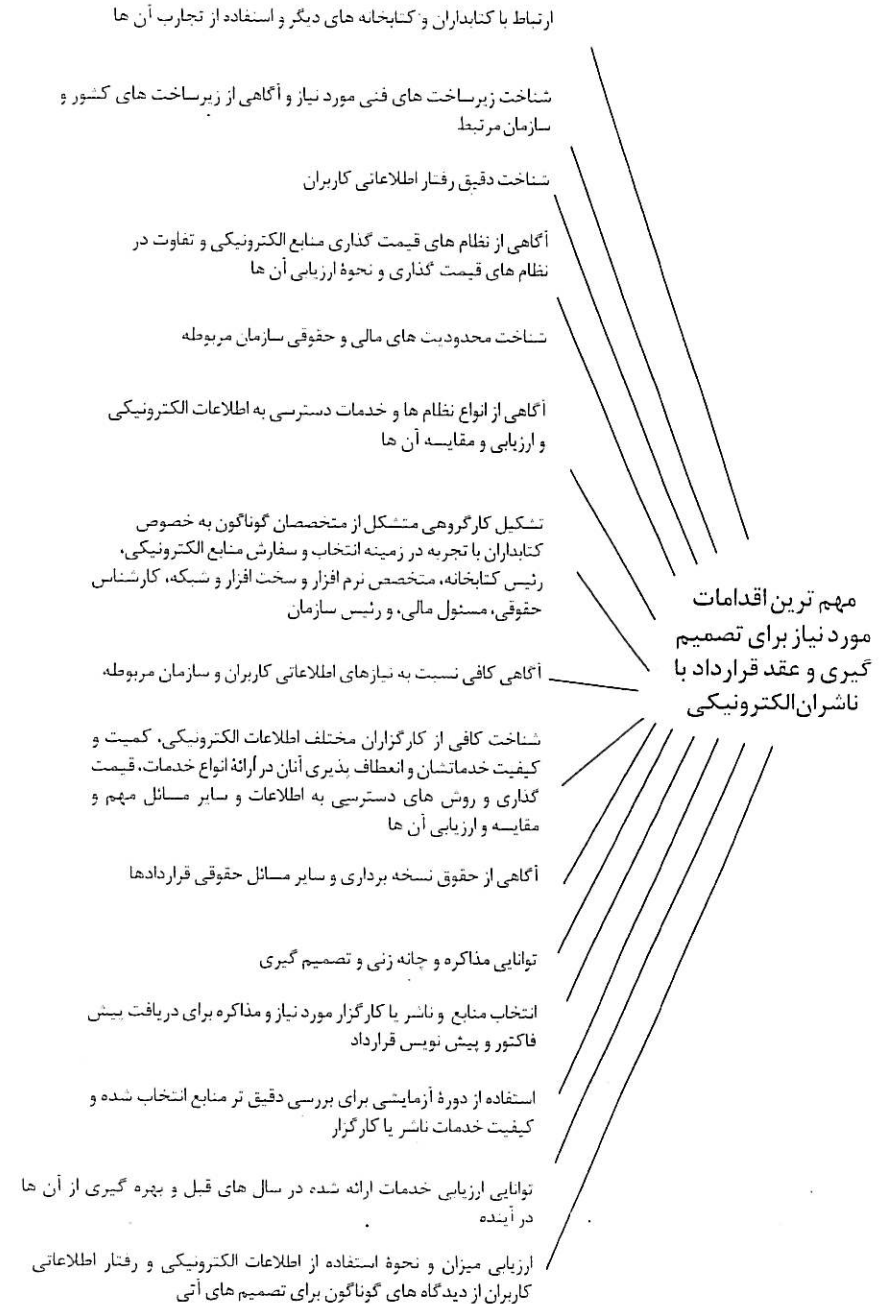 ارتباط با کتابداران و کتابخانه های دیگر و استفاده از تجارب آن ها
شناخت زیرساخت های فنی مورد نیاز و آگاهی از زیرساخت های کشور و
سازمان مرتبط
شناخت دقیق رفتار اطلاعاتی کاربران
آگاهی از نظام های قیمت گذاری منابع الکترونیکی و تفاوت در
نظام های قیمت گذاری و نحوۀ ارزیابی آن ها
شناخت محدودیت های مالی و حقوقی سازمان مربوطه
آگاهی از انواع نظام ها و خدمات دسترسی به اطلاعات الکترونیکی
و ارزیابی و مقایسه آن ها
تشکیل کارگروهی متشکل از متخصصان گوناگون به خصوص
کتابداران با تجربه در زمینه انتخاب و سفارش منابع الکترونیکی،
رئیس کتابخانه، متخصص نرم افزار و سخت افزار و شبکه، کارشناس
حقوقی، مسئول مالی، و رئیس سازمان
آگاهی کافی نسبت به نیازهای اطلاعاتی کاربران و سازمان مربوطه
شناخت کافی از کارگزاران مختلف اطلاعات الکترونیکی، کمیت و
کیفیت خدماتشان و انعطاف پذیری آنان در ارائۀ انواع خدمات، قیمت
گذاری و روش های دسترسی به اطلاعات و سایر مسائل مهم و
مقایسه و ارزیابی آن ها
آگاهی از حقوق نسخه برداری و سایر مسائل حقوقی قراردادها
توانایی مذاکره و چانه زنی و تصمیم گیری
انتخاب منابع و ناشر یا کارگزار مورد نیاز و مذاکره برای دریافت پیش
فاکتور و پیش نویس قرارداد
استفاده از دورۀ آزمایشی برای بررسی دقیق تر منابع انتخاب شده و
کیفیت خدمات ناشر یا کارگزار
توانایی ارزیابی خدمات ارائه شده در سال های قبل و بهره گیری از آن ها
در آینده
ارزیابی میزان و نحوۀ استفاده از اطلاعات الکترونیکی و رفتار اطلاعاتی
کاربران از دیدگاه های گوناگون برای تصمیم های آتی
مهم ترین اقدامات
مورد نیاز برای تصمیم
گیری و عقد قرارداد با
ناشران الکترونیکی